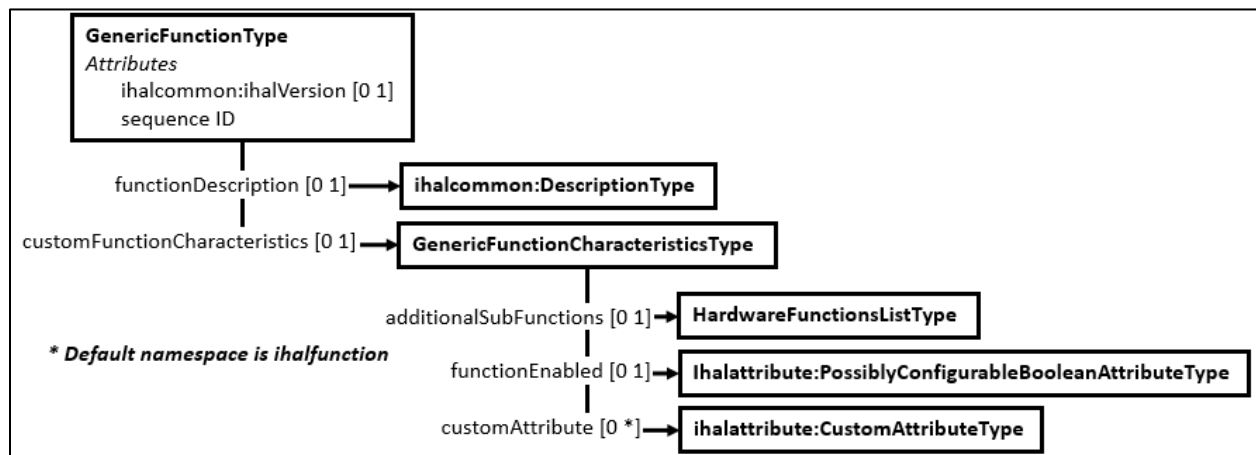 GenericFunctionType
Attributes
ihalcommon:ihalVersion [0 1]
sequence ID
functionDescription [0 1]
ihalcommon:DescriptionType
customFunctionCharacteristics [0 1]
GenericFunctionCharacteristicsType
additionalSubFunctions [0 1]
HardwareFunctionsListType
* Default namespace is ihalfunction
functionEnabled [0 1]
Ihalattribute:PossiblyConfigurableBooleanAttributeType
customAttribute [0 *]
ihalattribute:CustomAttributeType